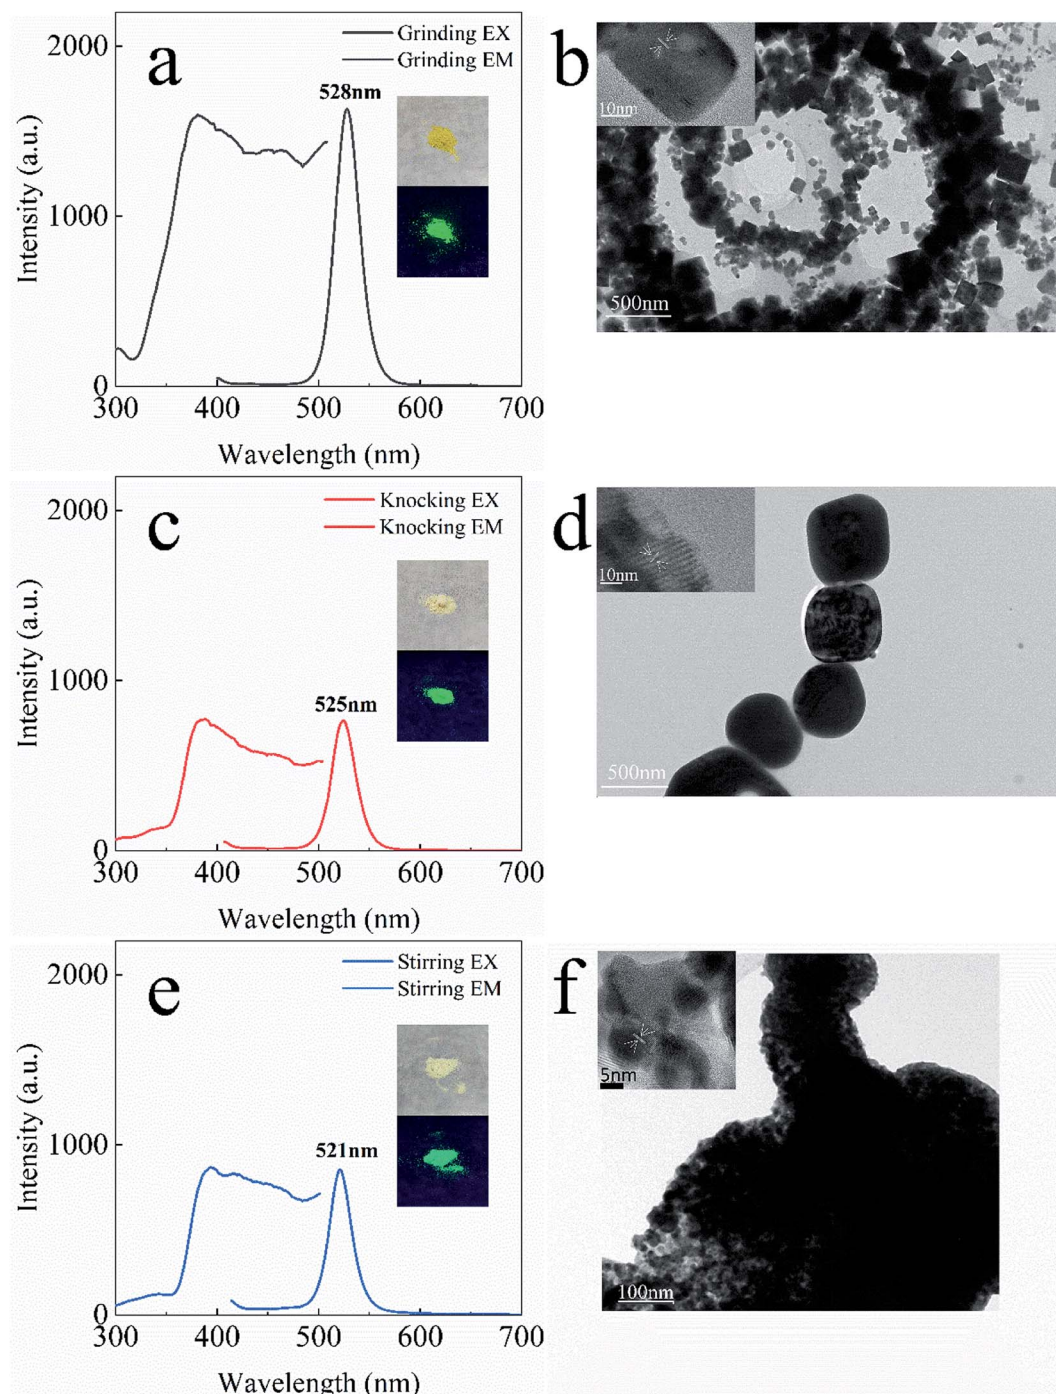 a
2000
1000
0
Intensity (a.u.)
Grinding EX
Grinding EM
528nm
300 400 500 600 700
Wavelength (nm)
b
10nm
500nm
c
2000
1000
0
Intensity (a.u.)
Knocking EX
Knocking EM
525nm
300 400 500 600 700
Wavelength (nm)
d
10nm
500nm
e
2000
1000
0
Intensity (a.u.)
Stirring EX
Stirring EM
521nm
300 400 500 600 700
Wavelength (nm)
f
5nm
100nm